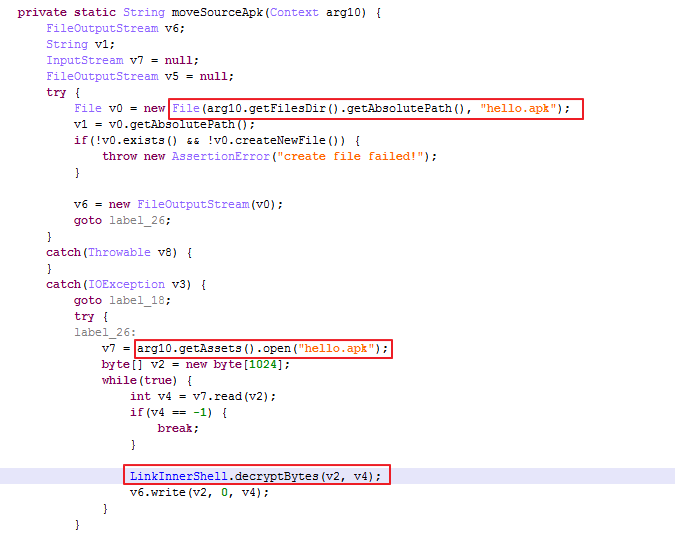 private static String moveSourceApk(Context arg10) {
    FileOutputStream v6;
    String v1;
    InputStream v7 = null;
    FileOutputStream v5 = null;
    try {
        File v0 = new File(arg10.getFilesDir().getAbsolutePath(), "hello.apk");
        v1 = v0.getAbsolutePath();
        if(!v0.exists() && !v0.createNewFile()) {
            throw new AssertionError("create file failed!");
        }

        v6 = new FileOutputStream(v0);
        goto label_26;
    }
    catch(Throwable v8) {
    }
    catch(IOException v3) {
        goto label_18;
        try {
        label_26:
            v7 = arg10.getAssets().open("hello.apk");
            byte[] v2 = new byte[1024];
            while(true) {
                int v4 = v7.read(v2);
                if(v4 == -1) {
                    break;
                }

                LinkInnerShell.decryptBytes(v2, v4);
                v6.write(v2, 0, v4);
            }
        }